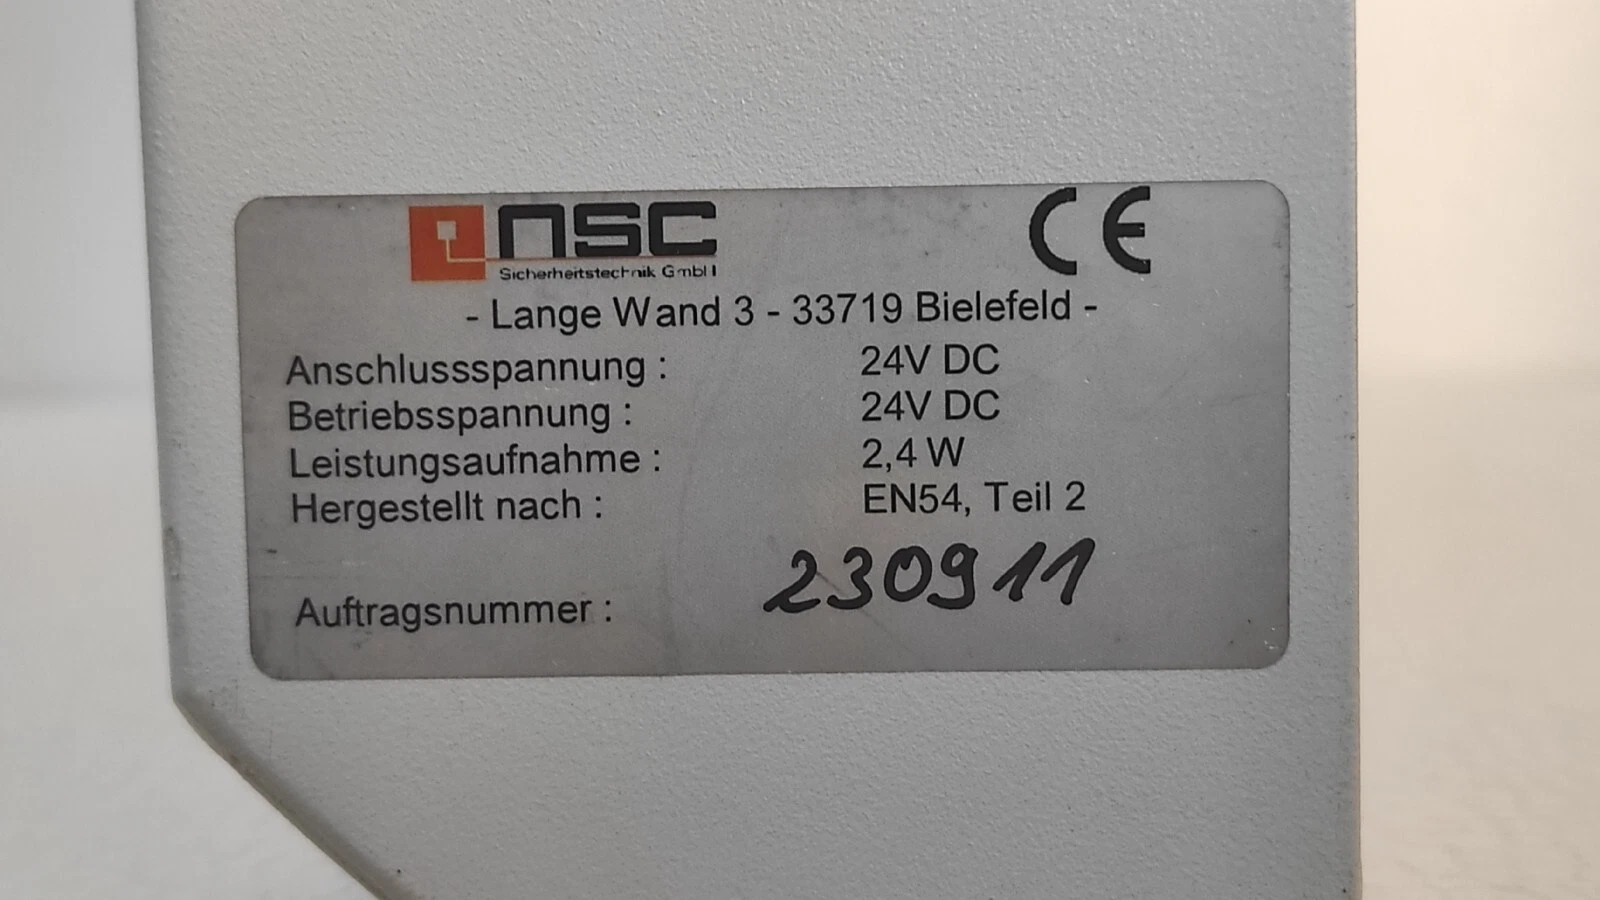 nsc
Sicherheitstechnik GmbH
CE
- Lange Wand 3 - 33719 Bielefeld -
Anschlussspannung : 24V DC
Betriebsspannung : 24V DC
Leistungsaufnahme : 2,4 W
Hergestellt nach : EN54, Teil 2
Auftragsnummer : 230911